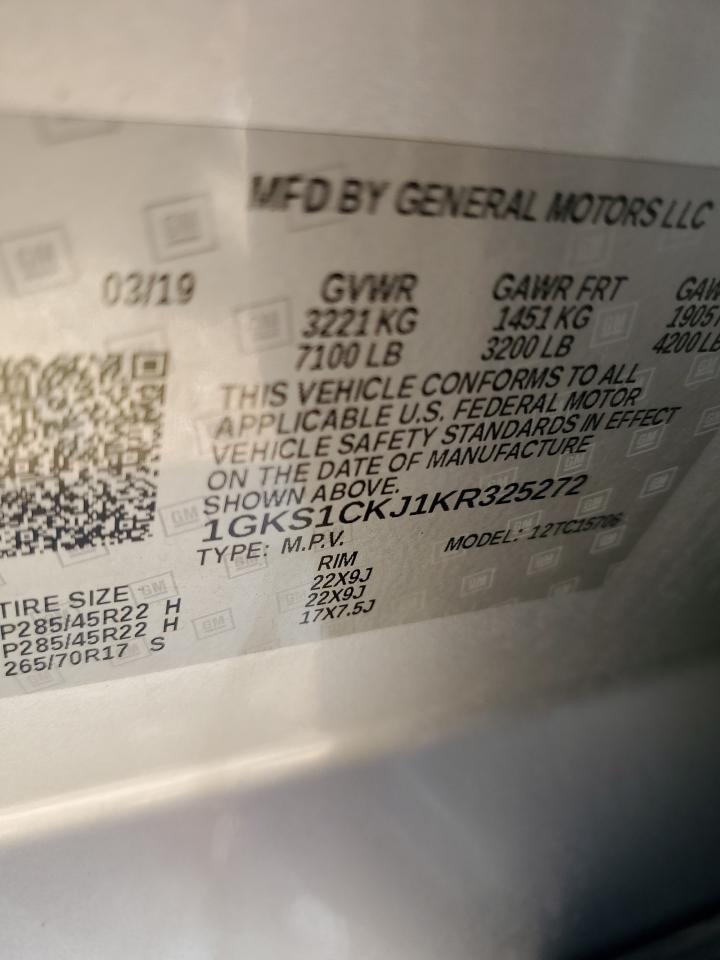 MFD BY GENERAL MOTORS LLC
03/19 GVWR GAWR FRT GAW
3221 KG 1451 KG 1905
7100 LB 3200 LB 4200 LB
THIS VEHICLE CONFORMS TO ALL
APPLICABLE U.S. FEDERAL MOTOR
VEHICLE SAFETY STANDARDS IN EFFECT
ON THE DATE OF MANUFACTURE
SHOWN ABOVE.
1GKS1CKJ1KR325272
TYPE: M.P.V. MODEL: 12TC15706
TIRE SIZE RIM
P285/45R22 H 22X9J
P285/45R22 H 22X9J
265/70R17 S 17X7.5J